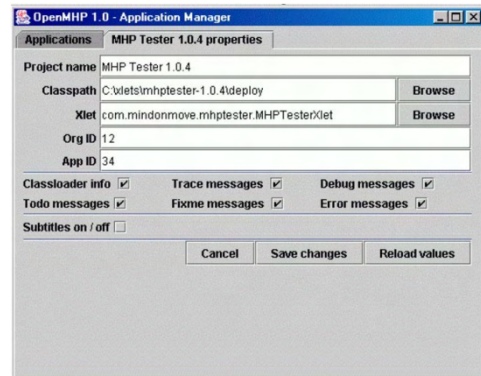 OpenMHP 1.0 - Application Manager
Applications MHP Tester 1.0.4 properties
Project name MHP Tester 1.0.4
Classpath C:\xlets\mhptester-1.0.4\deploy Browse
Xlet com.mindonmove.mhptester.MHPTesterXlet Browse
Org ID 12
App ID 34
Classloader info Trace messages Debug messages
Todo messages Fixme messages Error messages
Subtitles on / off
Cancel Save changes Reload values